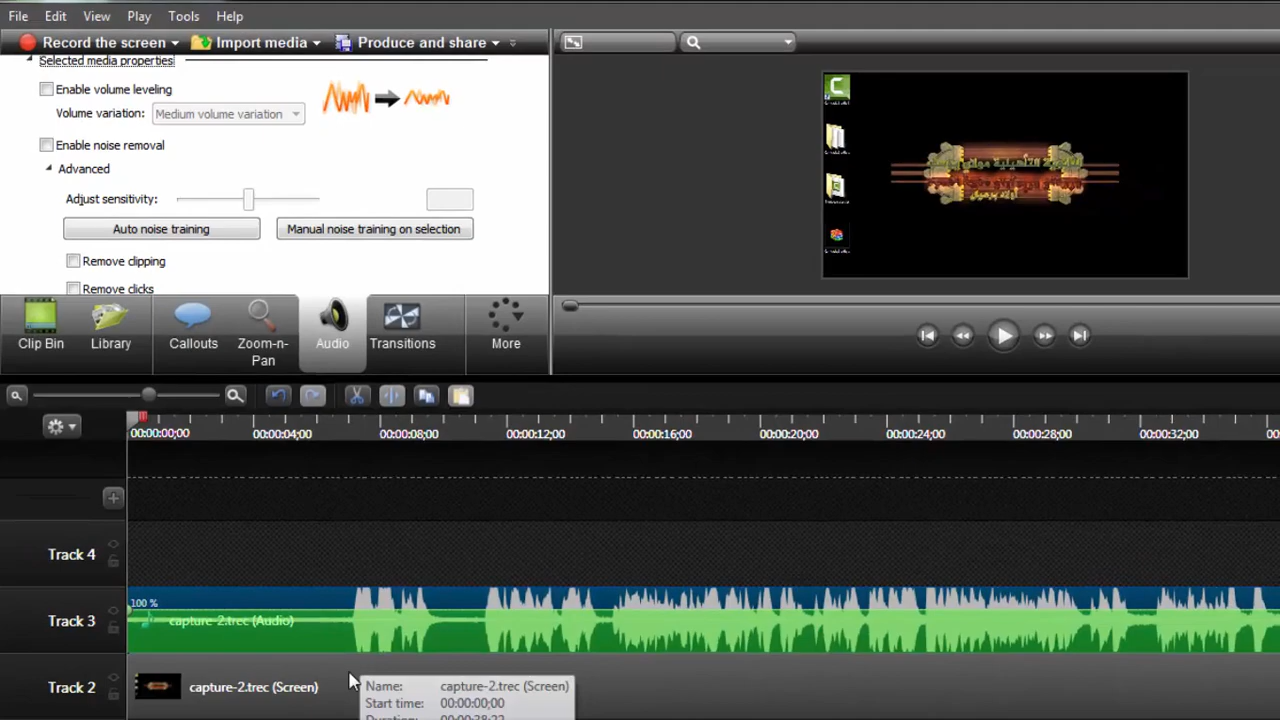 File Edit View Play Tools Help
Record the screen Import media Produce and share
Selected media properties
Enable volume leveling
Volume variation: Medium volume variation
Enable noise removal
Advanced
Adjust sensitivity:
Auto noise training Manual noise training on selection
Remove clipping
Remove clicks
Clip Bin Library Callouts Zoom-n-Pan Audio Transitions More
00:00:00;00 00:00:04;00 00:00:08;00 00:00:12;00 00:00:16;00 00:00:20;00 00:00:24;00 00:00:28;00 00:00:32;00
Track 4
100 %
Track 3 capture-2.trec (Audio)
Track 2 capture-2.trec (Screen)
Name: capture-2.trec (Screen)
Start time: 00:00:00;00
Duration: 00:00:38;22